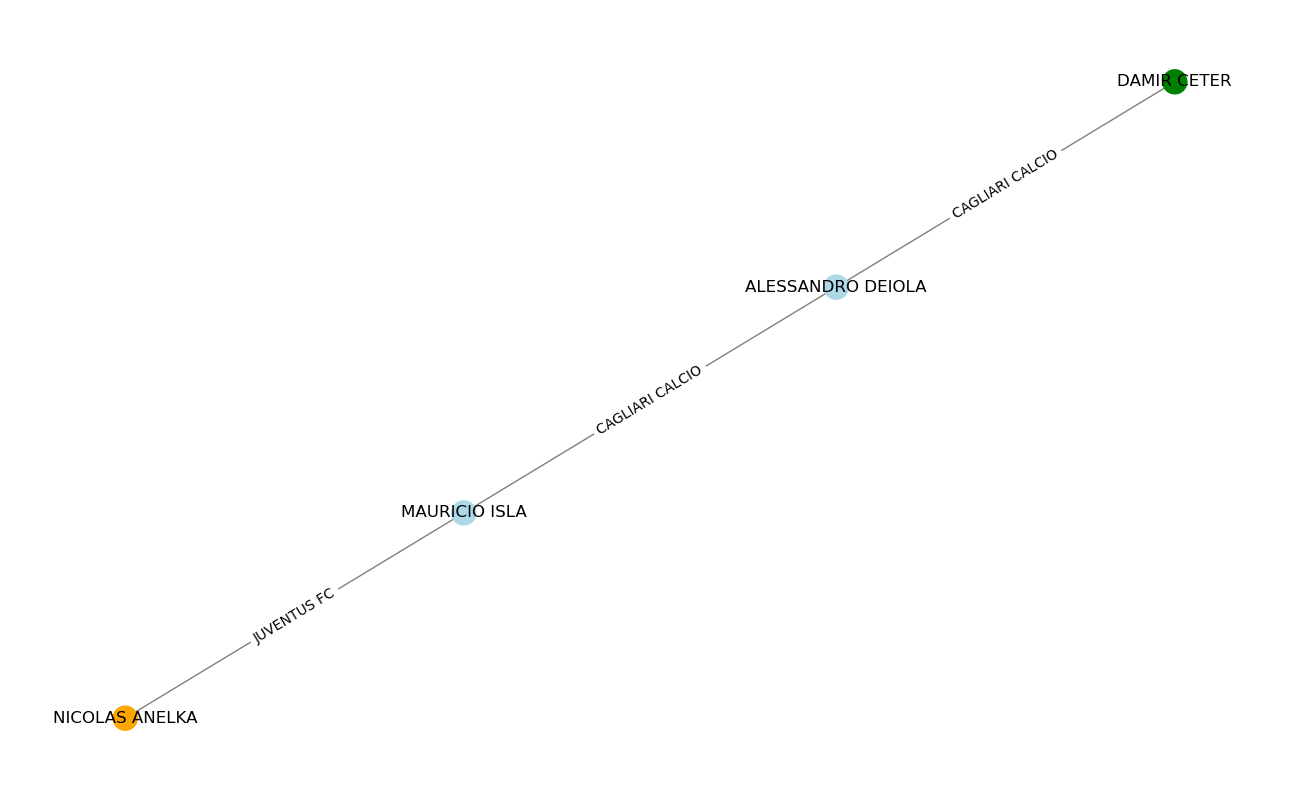 DAMIR CETER
CAGLIARI CALCIO
ALESSANDRO DEIOLA
CAGLIARI CALCIO
MAURICIO ISLA
JUVENTUS FC
NICOLAS ANELKA